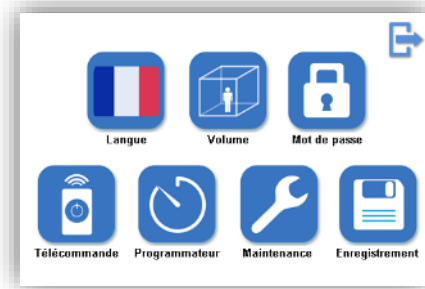 Langue Volume Mot de passe
Télécommande Programmateur Maintenance Enregistrement